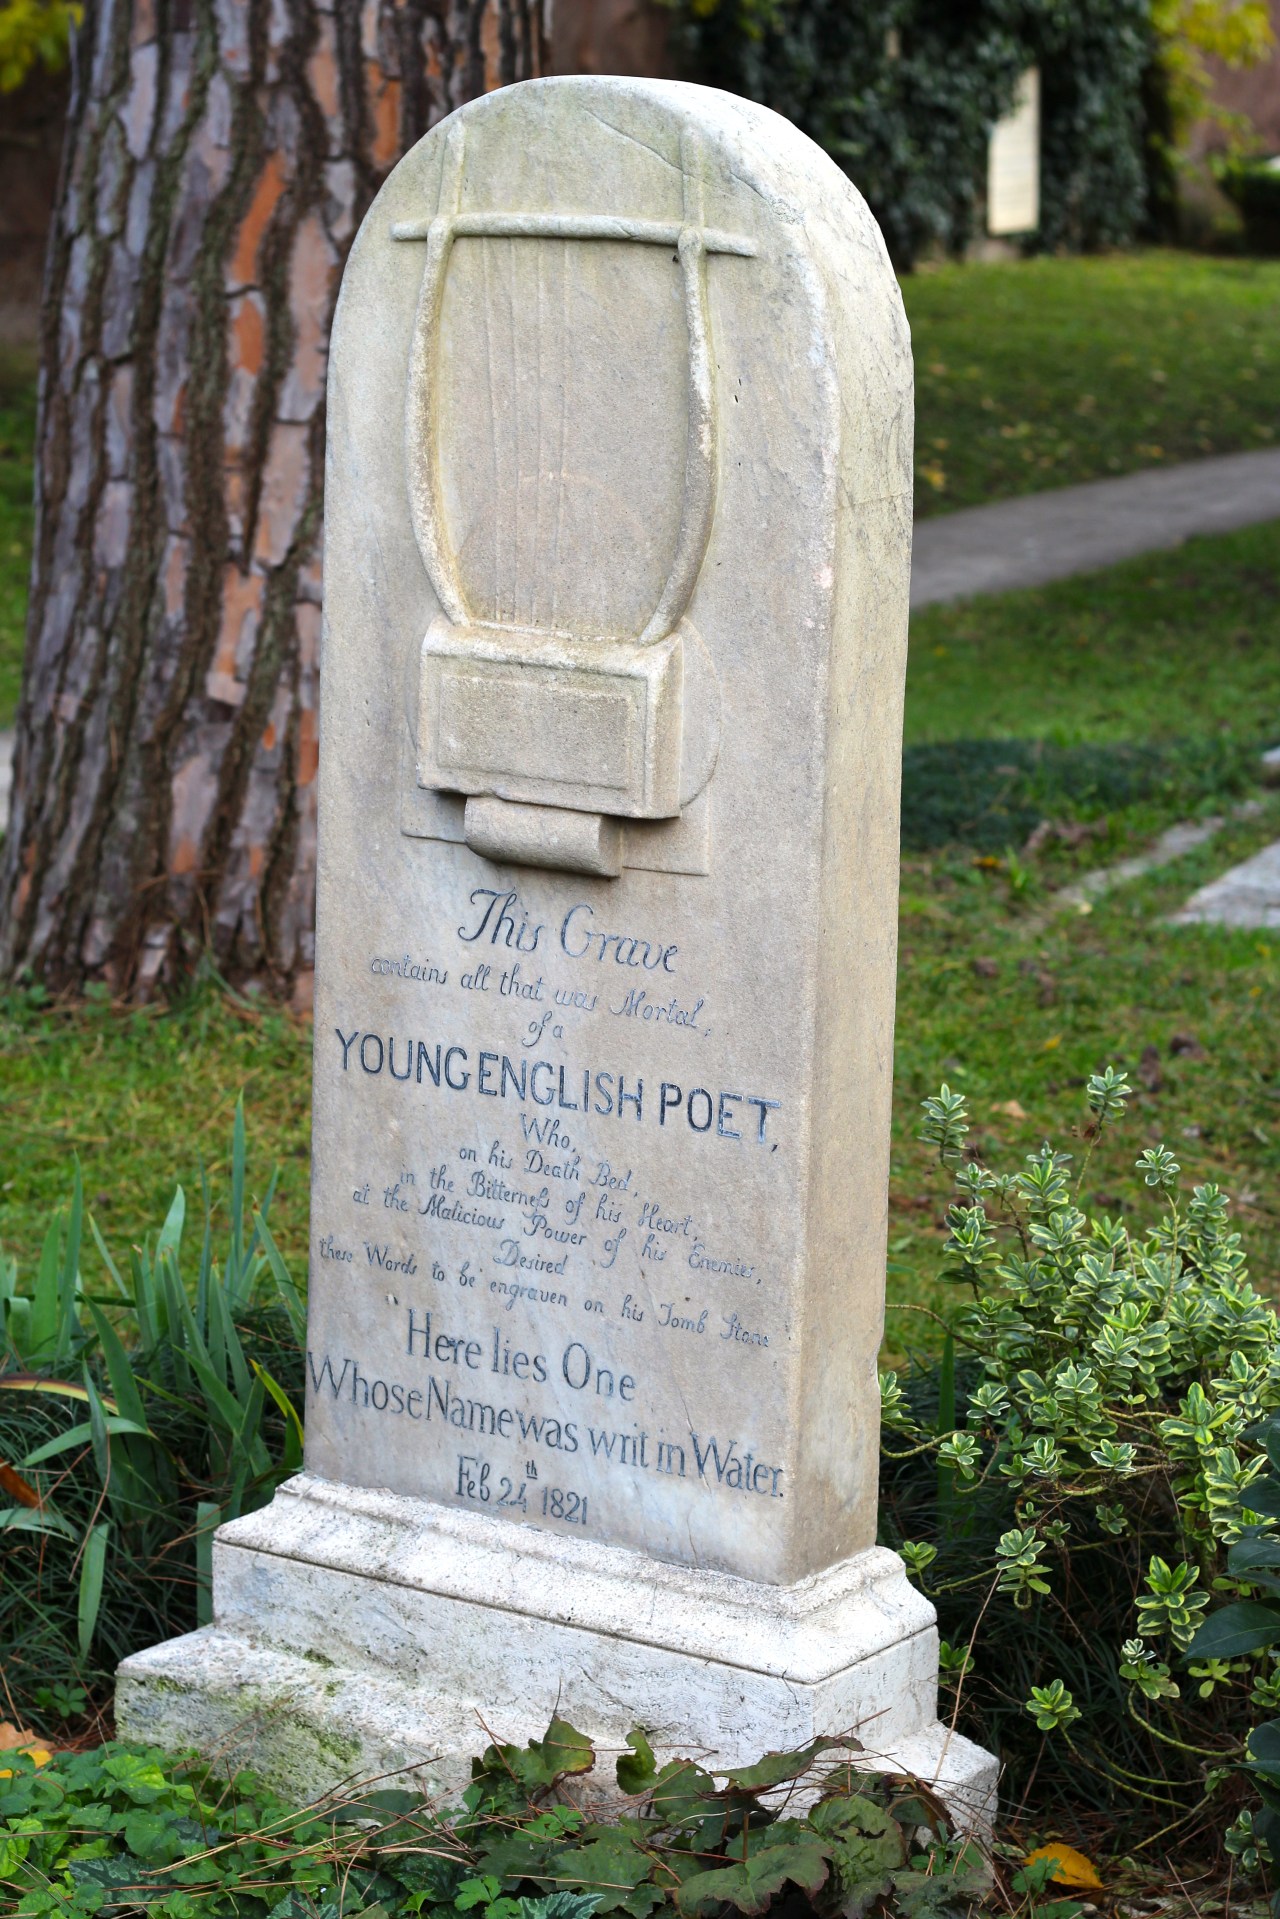 This Grave
contains all that was Mortal,
of a
YOUNG ENGLISH POET,
Who,
on his Death Bed,
in the Bitterneſs of his Heart,
at the Malicious Power of his Enemies,
Desired
these Words to be engraven on his Tomb Stone
Here lies One
Whose Name was writ in Water.
Feb 24th 1821